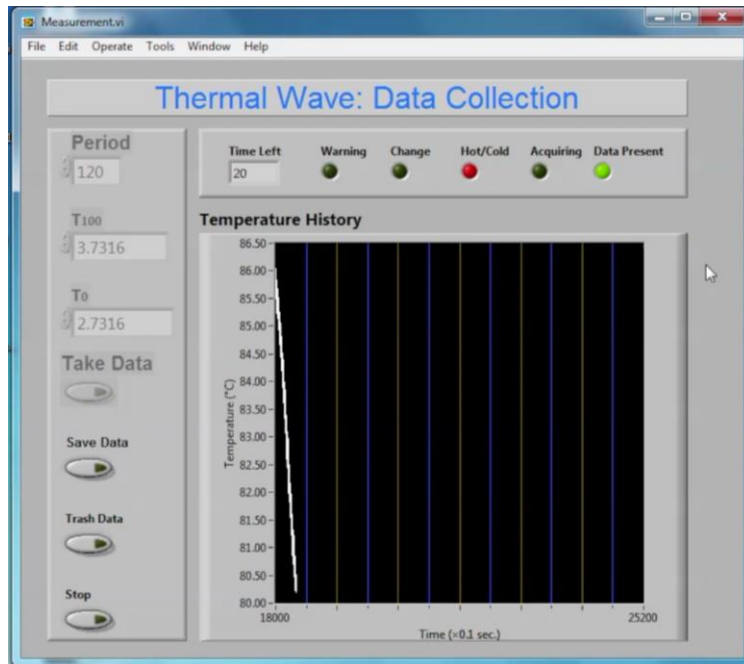 Measurement.vi
File Edit Operate Tools Window Help
Thermal Wave: Data Collection
Period
120
T100
3.7316
T0
2.7316
Take Data
Save Data
Trash Data
Stop
Time Left Warning Change Hot/Cold Acquiring Data Present
20
Temperature History
86.50
86.00
85.50
85.00
84.50
84.00
83.50
83.00
82.50
82.00
81.50
81.00
80.50
80.00
Temperature (°C)
18000 25200
Time (×0.1 sec.)